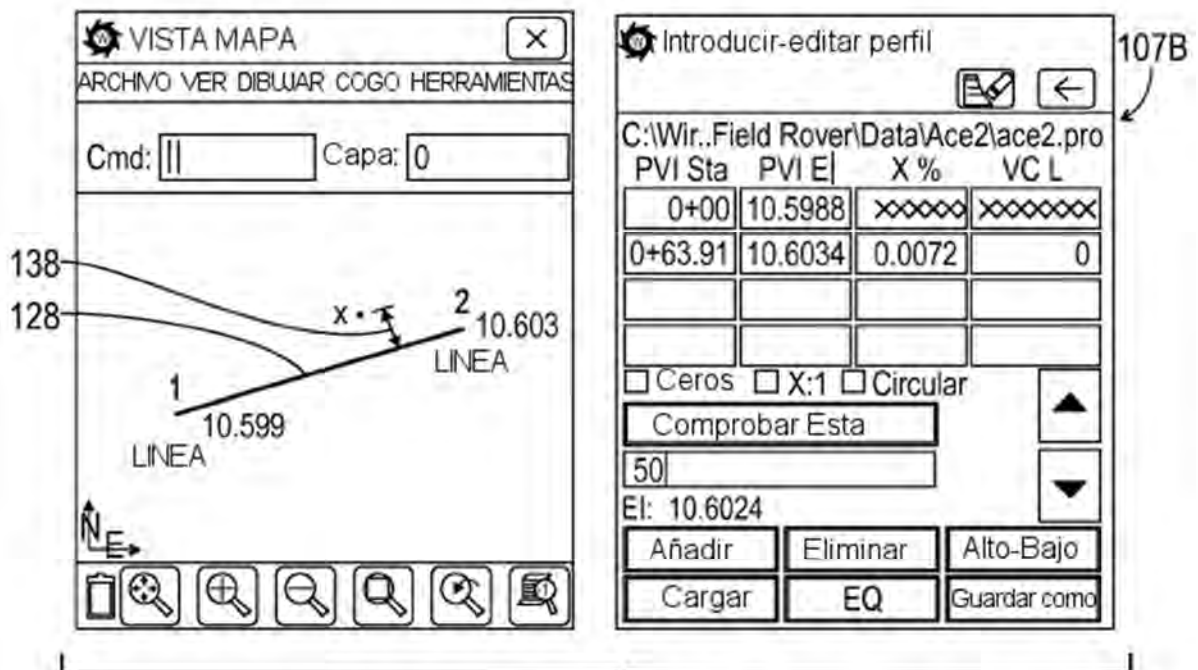 VISTA MAPA
ARCHIVO VER DIBUJAR COGO HERRAMIENTAS
Cmd: || Capa: 0
138
128
X
2
10.603
LINEA
1
10.599
LINEA
N
E
Introducir-editar perfil
107B
C:\Wir..Field Rover\Data\Ace2\ace2.pro
PVI Sta PVI El X % VC L
0+00 10.5988 xxxxxx xxxxxxxx
0+63.91 10.6034 0.0072 0
Ceros X:1 Circular
Comprobar Esta
50
El: 10.6024
Añadir Eliminar Alto-Bajo
Cargar EQ Guardar como